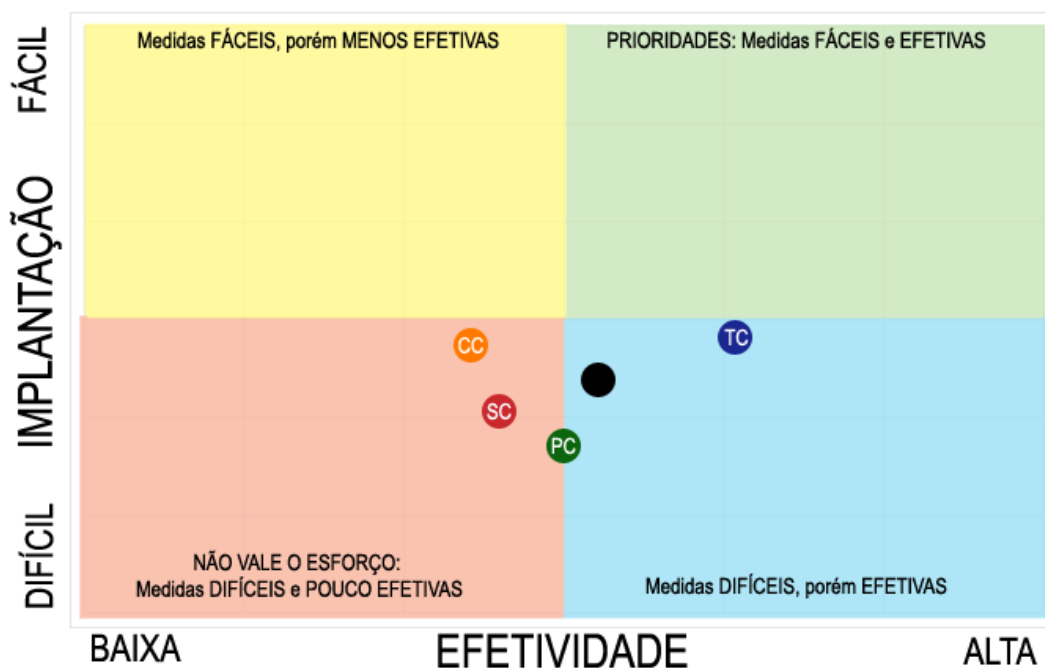 Medidas FÁCEIS, porém MENOS EFETIVAS
PRIORIDADES: Medidas FÁCEIS e EFETIVAS
FÁCIL
IMPLANTAÇÃO
DIFÍCIL
CC
TC
SC
PC
NÃO VALE O ESFORÇO:
Medidas DIFÍCEIS e POUCO EFETIVAS
Medidas DIFÍCEIS, porém EFETIVAS
BAIXA
EFETIVIDADE
ALTA